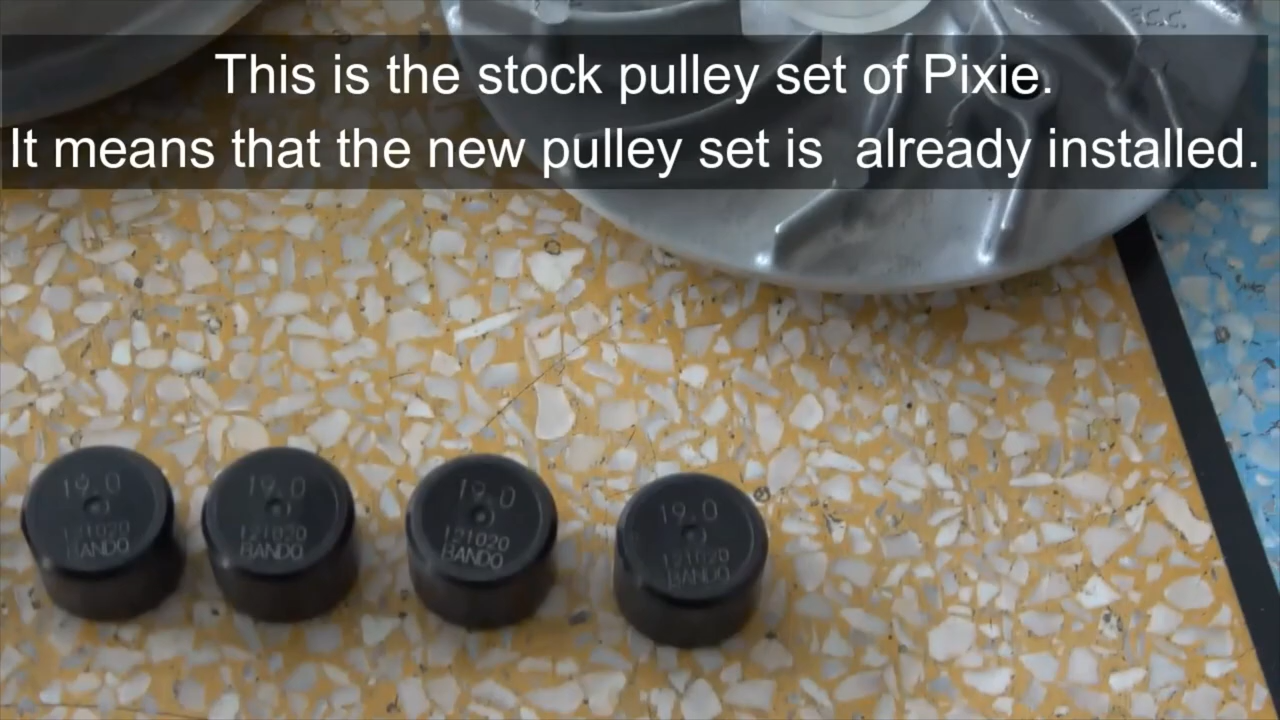 This is the stock pulley set of Pixie.
It means that the new pulley set is  already installed.
19.0
121020
BANDO
19.0
121020
BANDO
19.0
121020
BANDO
19.0
121020
BANDO